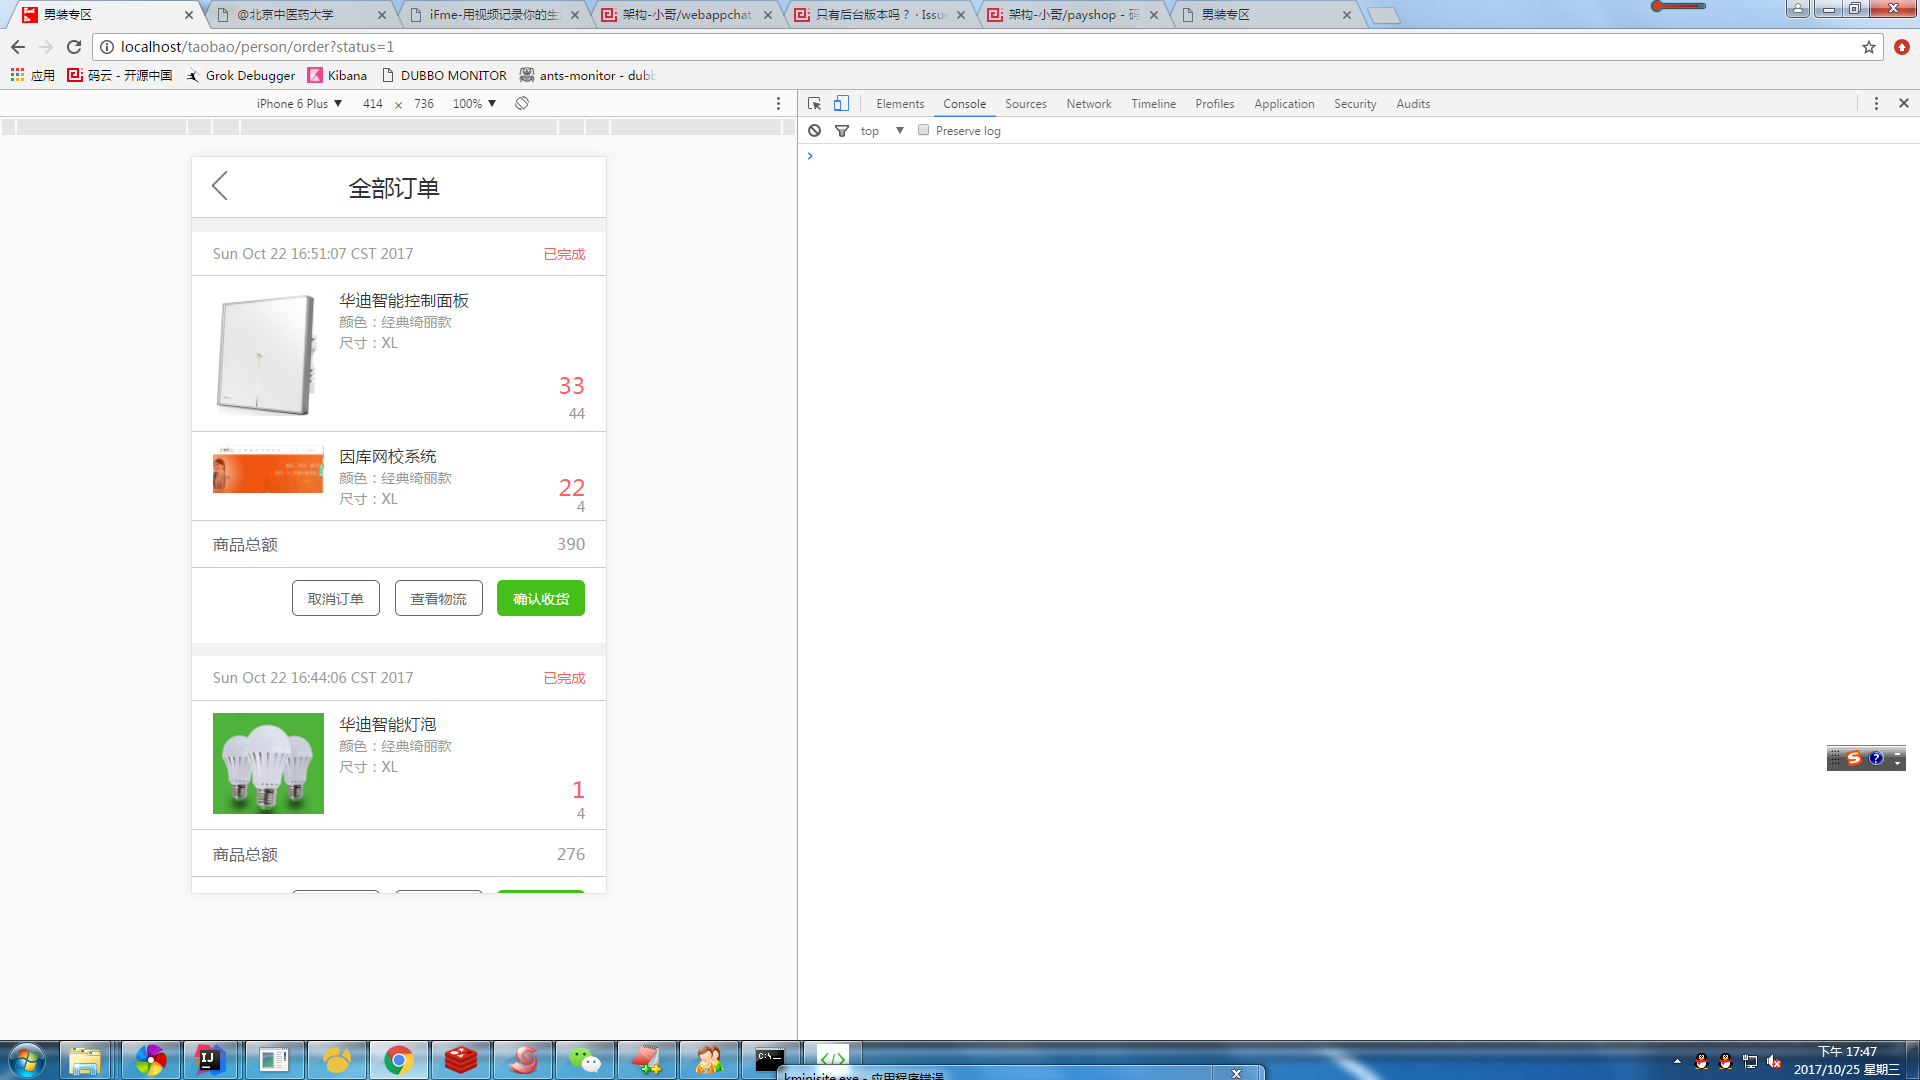 男装专区
@北京中医药大学
iFme-用视频记录你的生
架构-小哥/webappchat
只有后台版本吗？ · Issue
架构-小哥/payshop - 码
男装专区
localhost/taobao/person/order?status=1
应用
码云 - 开源中国
Grok Debugger
Kibana
DUBBO MONITOR
ants-monitor - dubb
iPhone 6 Plus ▼
414 × 736
100% ▼
Elements
Console
Sources
Network
Timeline
Profiles
Application
Security
Audits
top ▼
Preserve log
全部订单
Sun Oct 22 16:51:07 CST 2017
已完成
华迪智能控制面板
颜色：经典绮丽款
尺寸：XL
33
44
因库网校系统
颜色：经典绮丽款
尺寸：XL
22
4
商品总额
390
取消订单
查看物流
确认收货
Sun Oct 22 16:44:06 CST 2017
已完成
华迪智能灯泡
颜色：经典绮丽款
尺寸：XL
1
4
商品总额
276
kminisite.exe - 应用程序错误
下午 17:47
2017/10/25 星期三